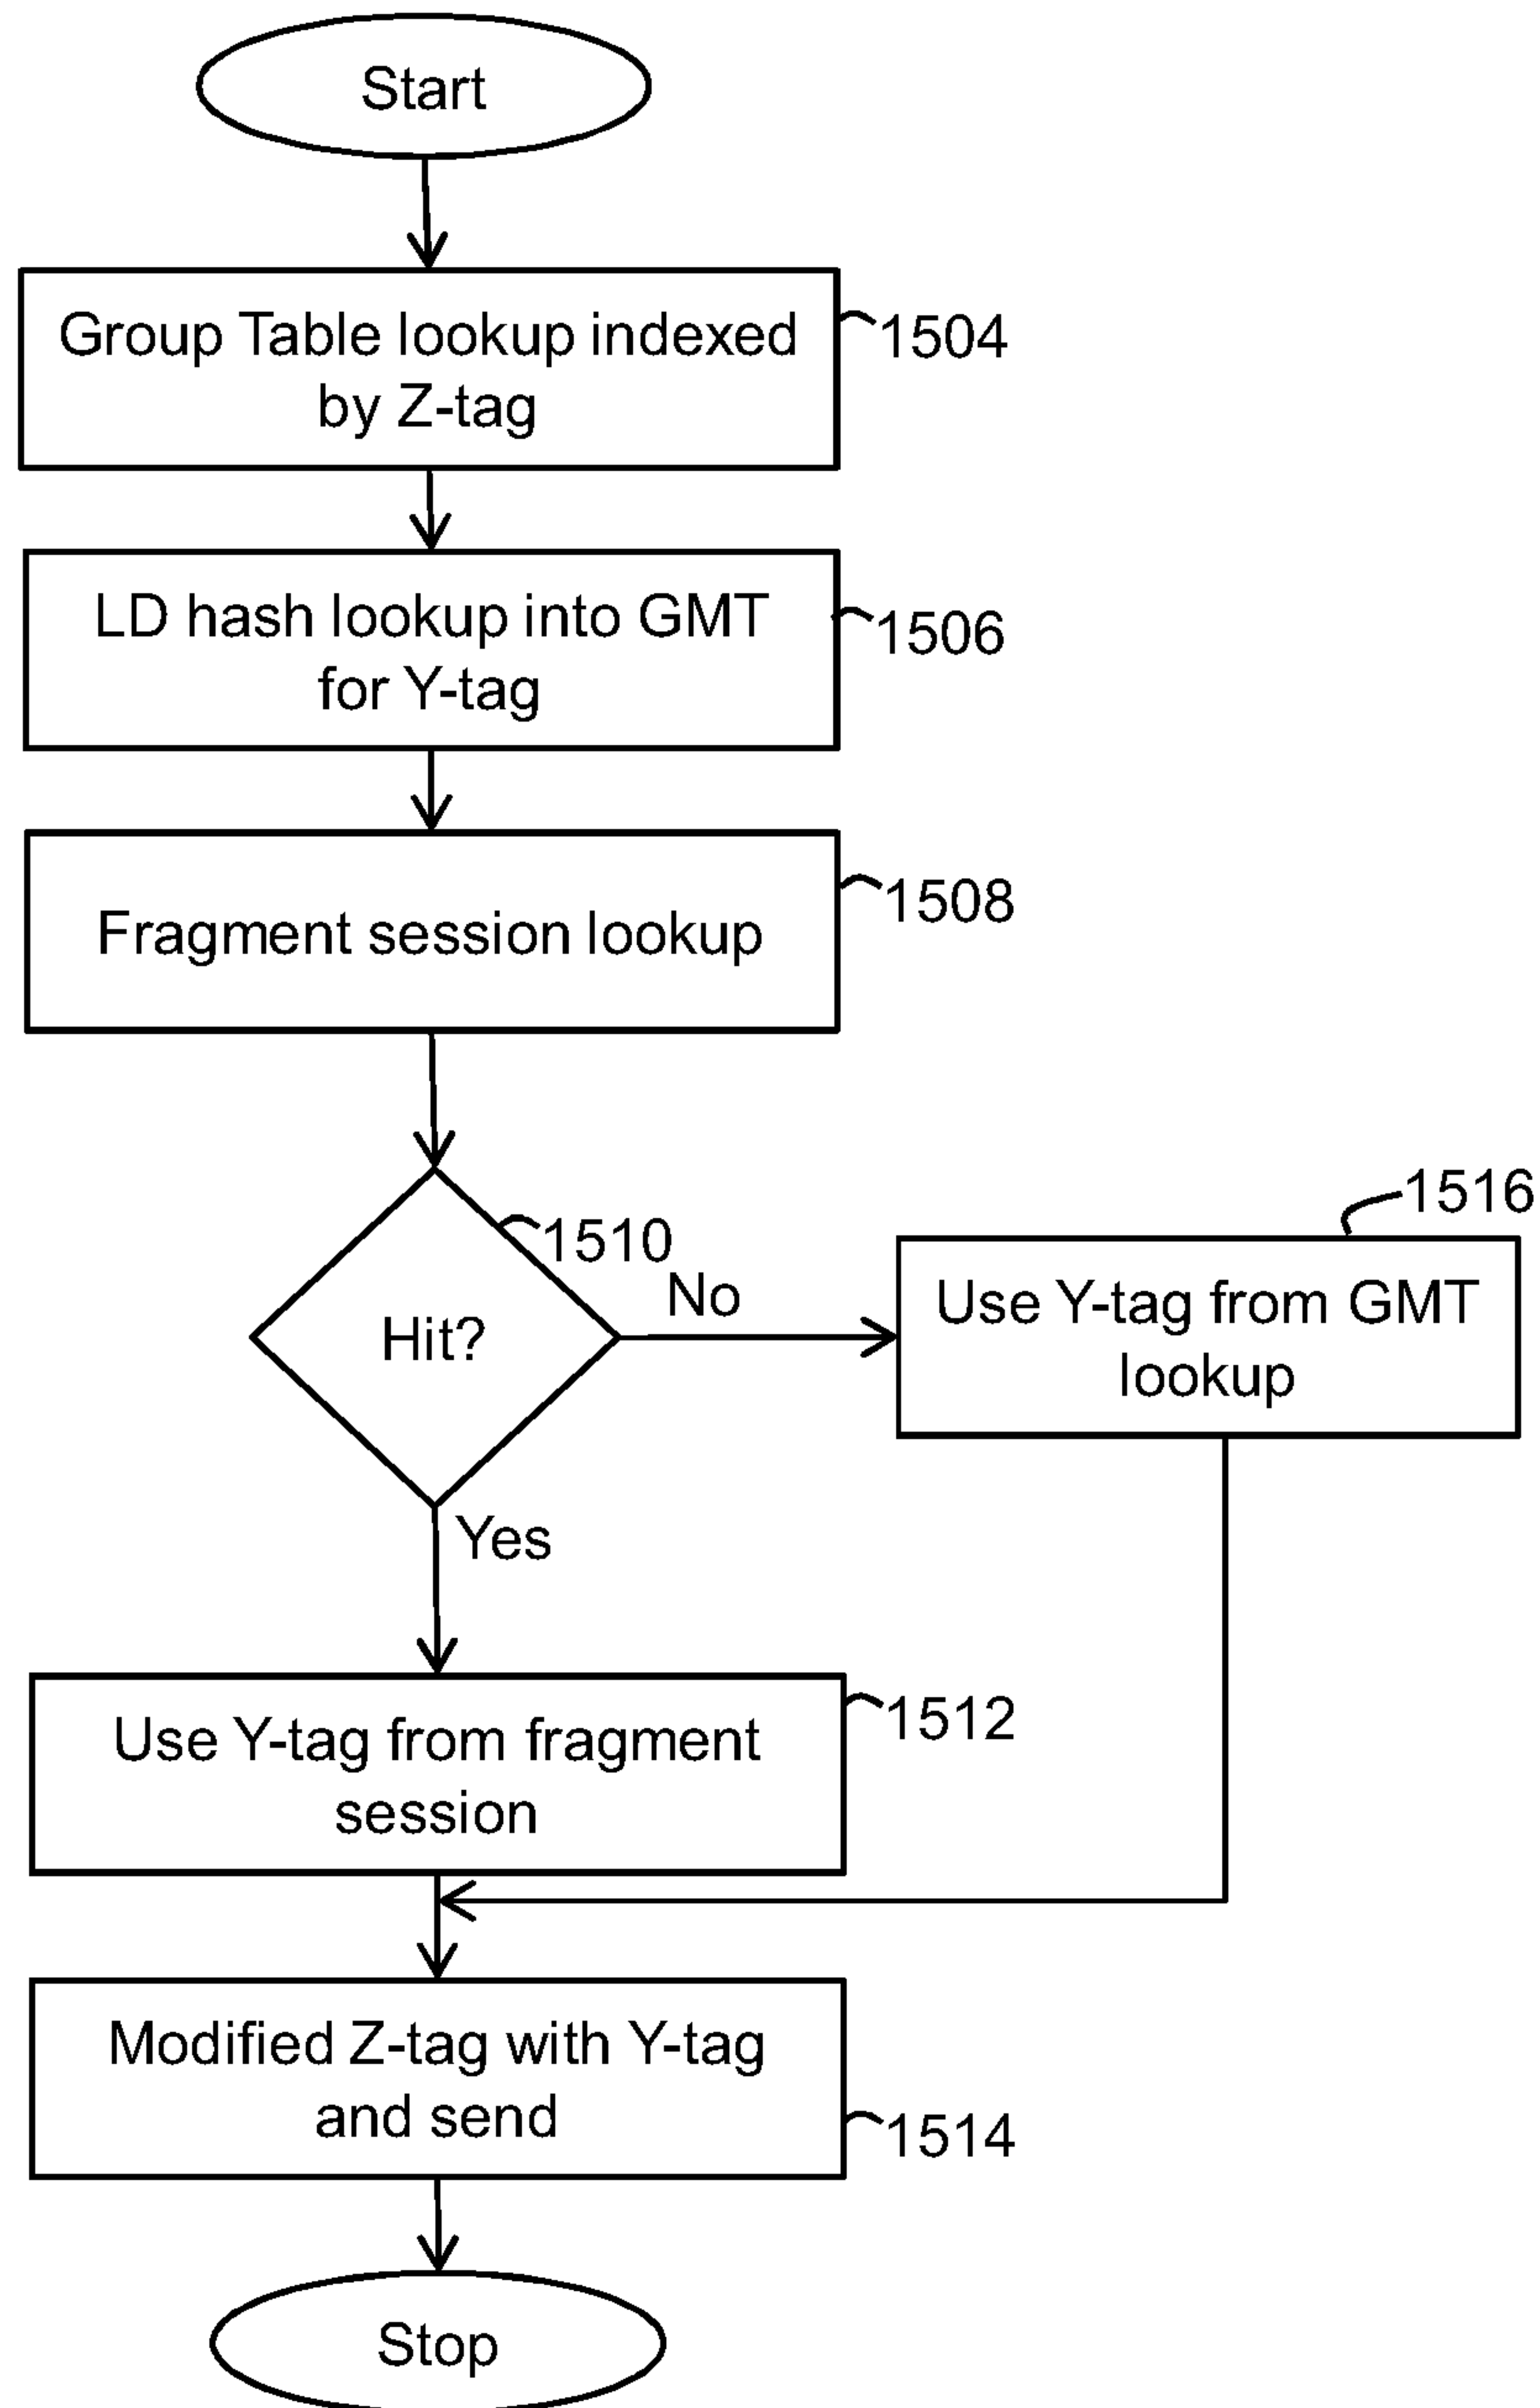 Start
Group Table lookup indexed
by Z-tag
1504
LD hash lookup into GMT
for Y-tag
1506
Fragment session lookup
1508
Hit?
1510
No
1516
Use Y-tag from GMT
lookup
Yes
Use Y-tag from fragment
session
1512
Modified Z-tag with Y-tag
and send
1514
Stop